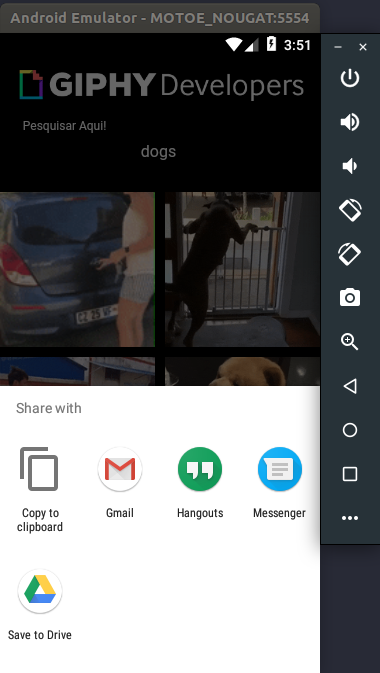 Android Emulator - MOTOE_NOUGAT:5554
3:51
GIPHY Developers
Pesquisar Aqui!
dogs
Share with
Copy to clipboard
Gmail
Hangouts
Messenger
Save to Drive